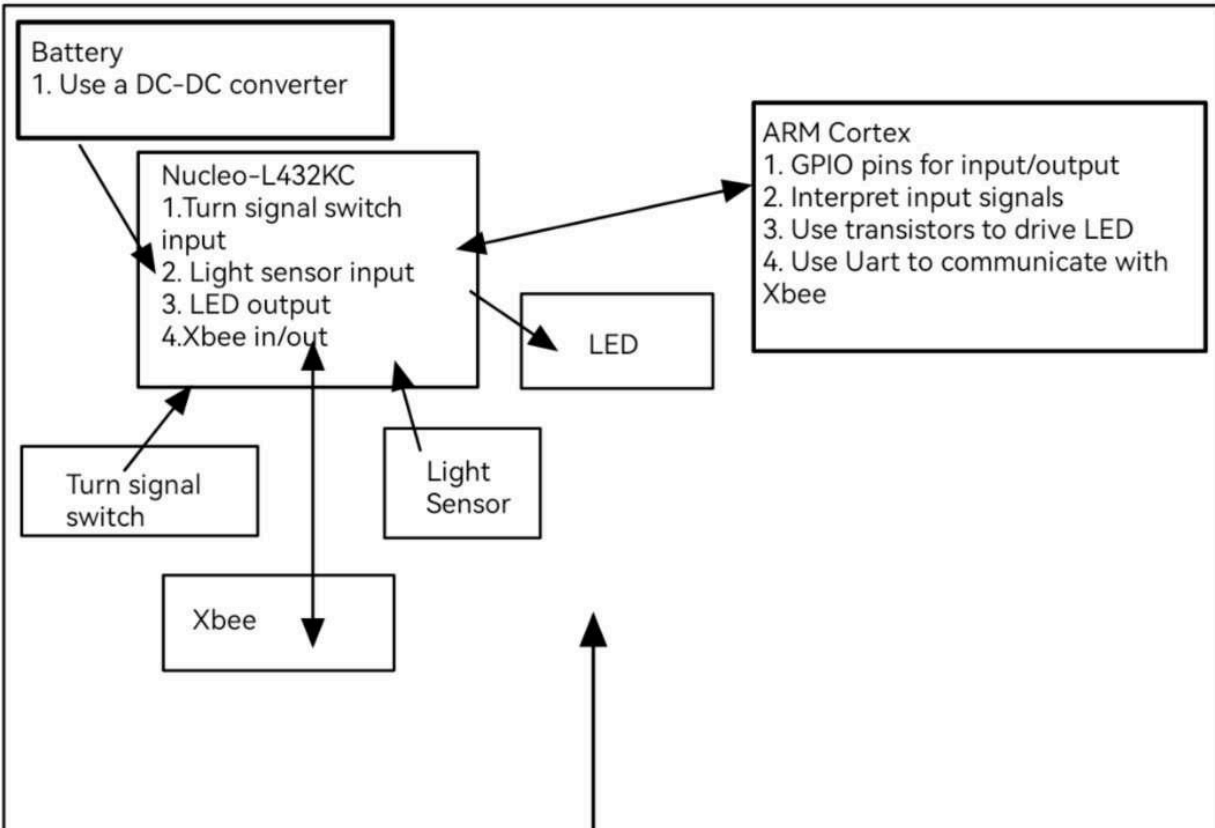 Battery
1. Use a DC-DC converter
Nucleo-L432KC
1.Turn signal switch
input
2. Light sensor input
3. LED output
4.Xbee in/out
ARM Cortex
1. GPIO pins for input/output
2. Interpret input signals
3. Use transistors to drive LED
4. Use Uart to communicate with
Xbee
LED
Turn signal
switch
Light
Sensor
Xbee